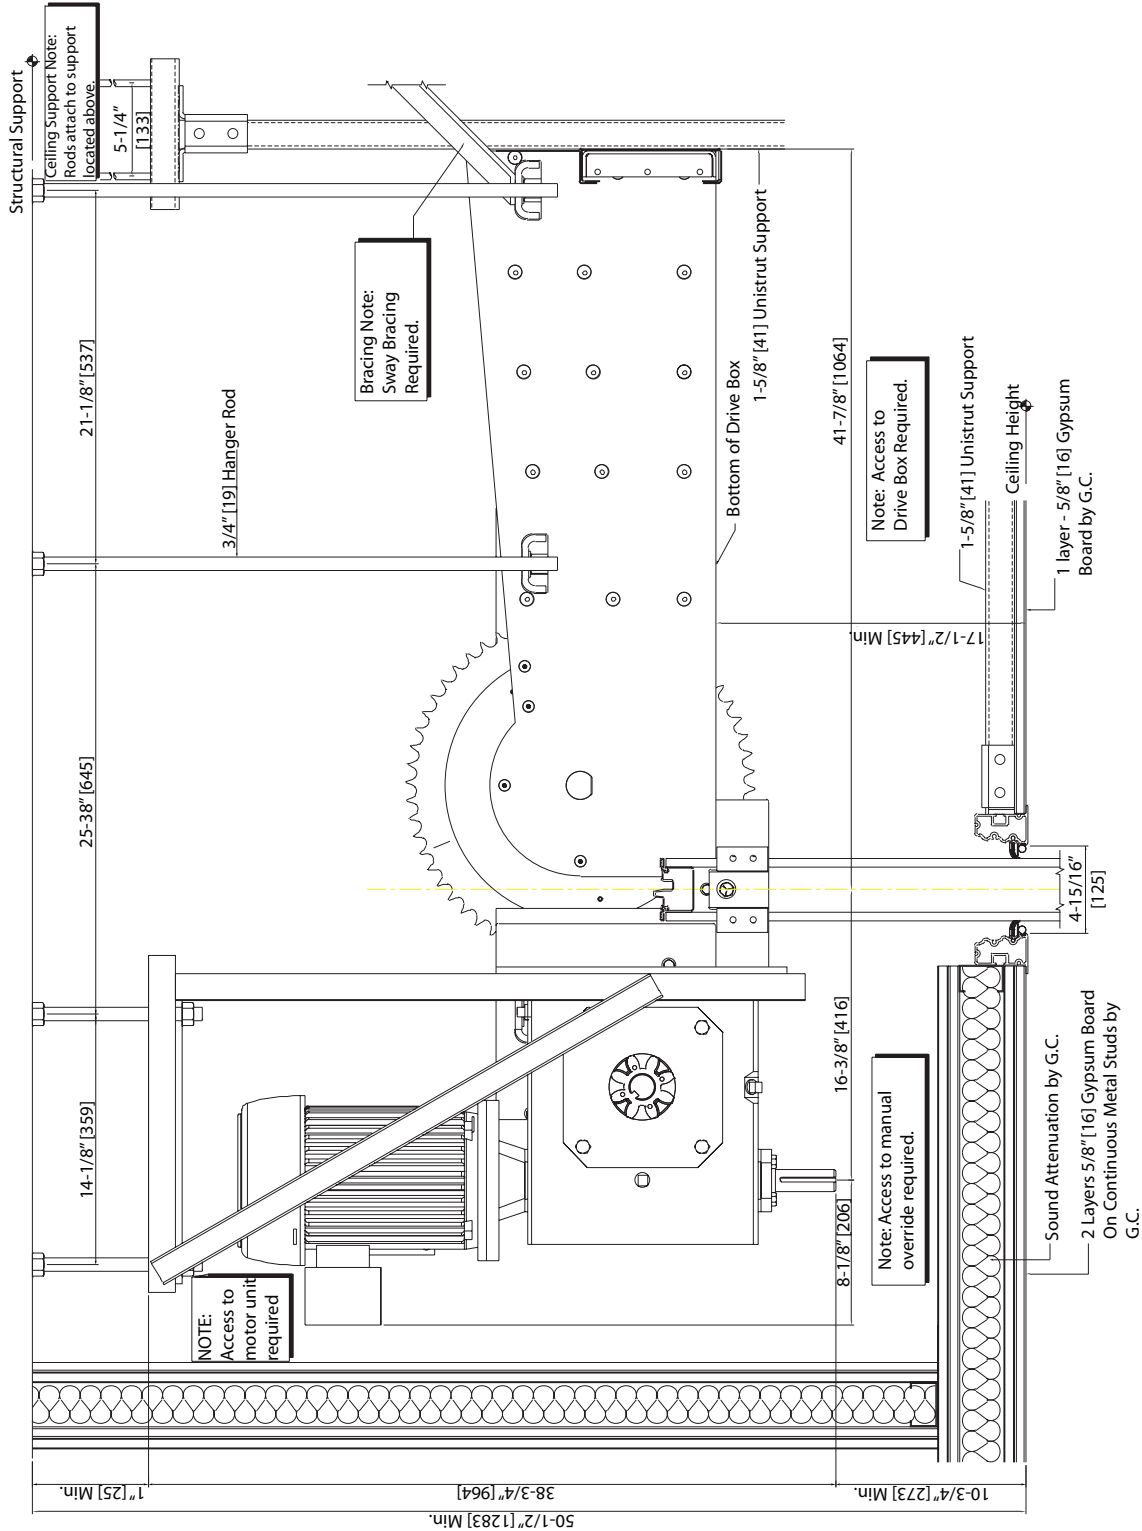 Structural Support
Ceiling Support Note:
Rods attach to support
located above.
5-1/4”
[133]
21-1/8” [537]
3/4” [19] Hanger Rod
Bracing Note:
Sway Bracing
Required.
Bottom of Drive Box
1-5/8” [41] Unistrut Support
41-7/8” [1064]
Note: Access to
Drive Box Required.
1-5/8” [41] Unistrut Support
Ceiling Height
1 layer - 5/8” [16] Gypsum
Board by G.C.
17-1/2” [445] Min.
25-38” [645]
4-15/16”
[125]
14-1/8” [359]
16-3/8” [416]
8-1/8” [206]
NOTE:
Access to
motor unit
required
Note: Access to manual
override required.
Sound Attenuation by G.C.
2 Layers 5/8” [16] Gypsum Board
On Continuous Metal Studs by
G.C.
1” [25] Min.
38-3/4” [964]
10-3/4” [273] Min.
50-1/2” [1283] Min.